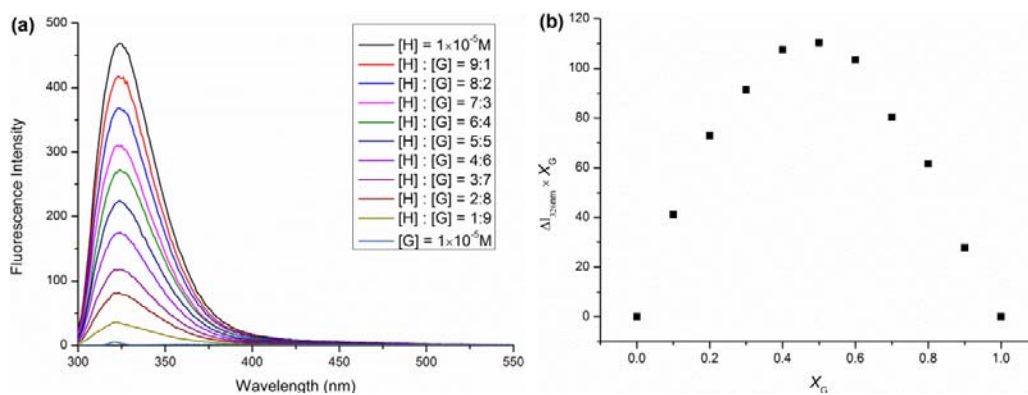 (a)
500
400
300
200
100
0
Fluorescence Intensity
300 350 400 450 500 550
Wavelength (nm)
[H] = 1×10⁻⁵M
[H] : [G] = 9:1
[H] : [G] = 8:2
[H] : [G] = 7:3
[H] : [G] = 6:4
[H] : [G] = 5:5
[H] : [G] = 4:6
[H] : [G] = 3:7
[H] : [G] = 2:8
[H] : [G] = 1:9
[G] = 1×10⁻⁵M
(b)
120
100
80
60
40
20
0
ΔI₃₂₆ₙₘ × X_G
0.0 0.2 0.4 0.6 0.8 1.0
X_G